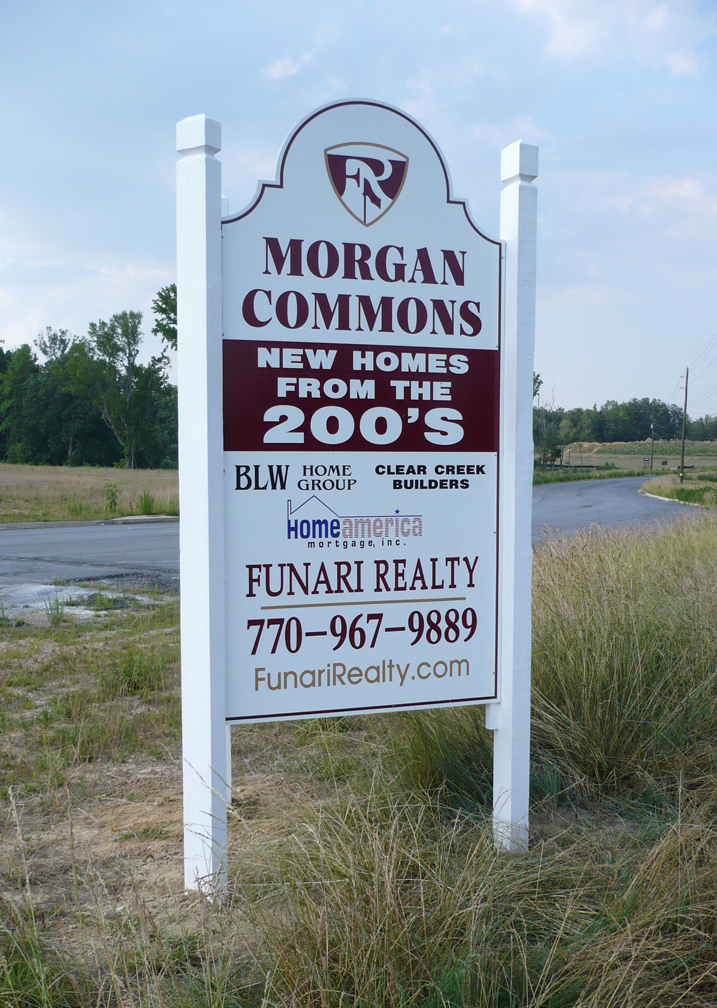 FR
MORGAN
COMMONS
NEW HOMES
FROM THE
200'S
BLW HOME GROUP
CLEAR CREEK BUILDERS
Homeamerica
mortgage, inc.
FUNARI REALTY
770-967-9889
FunariRealty.com